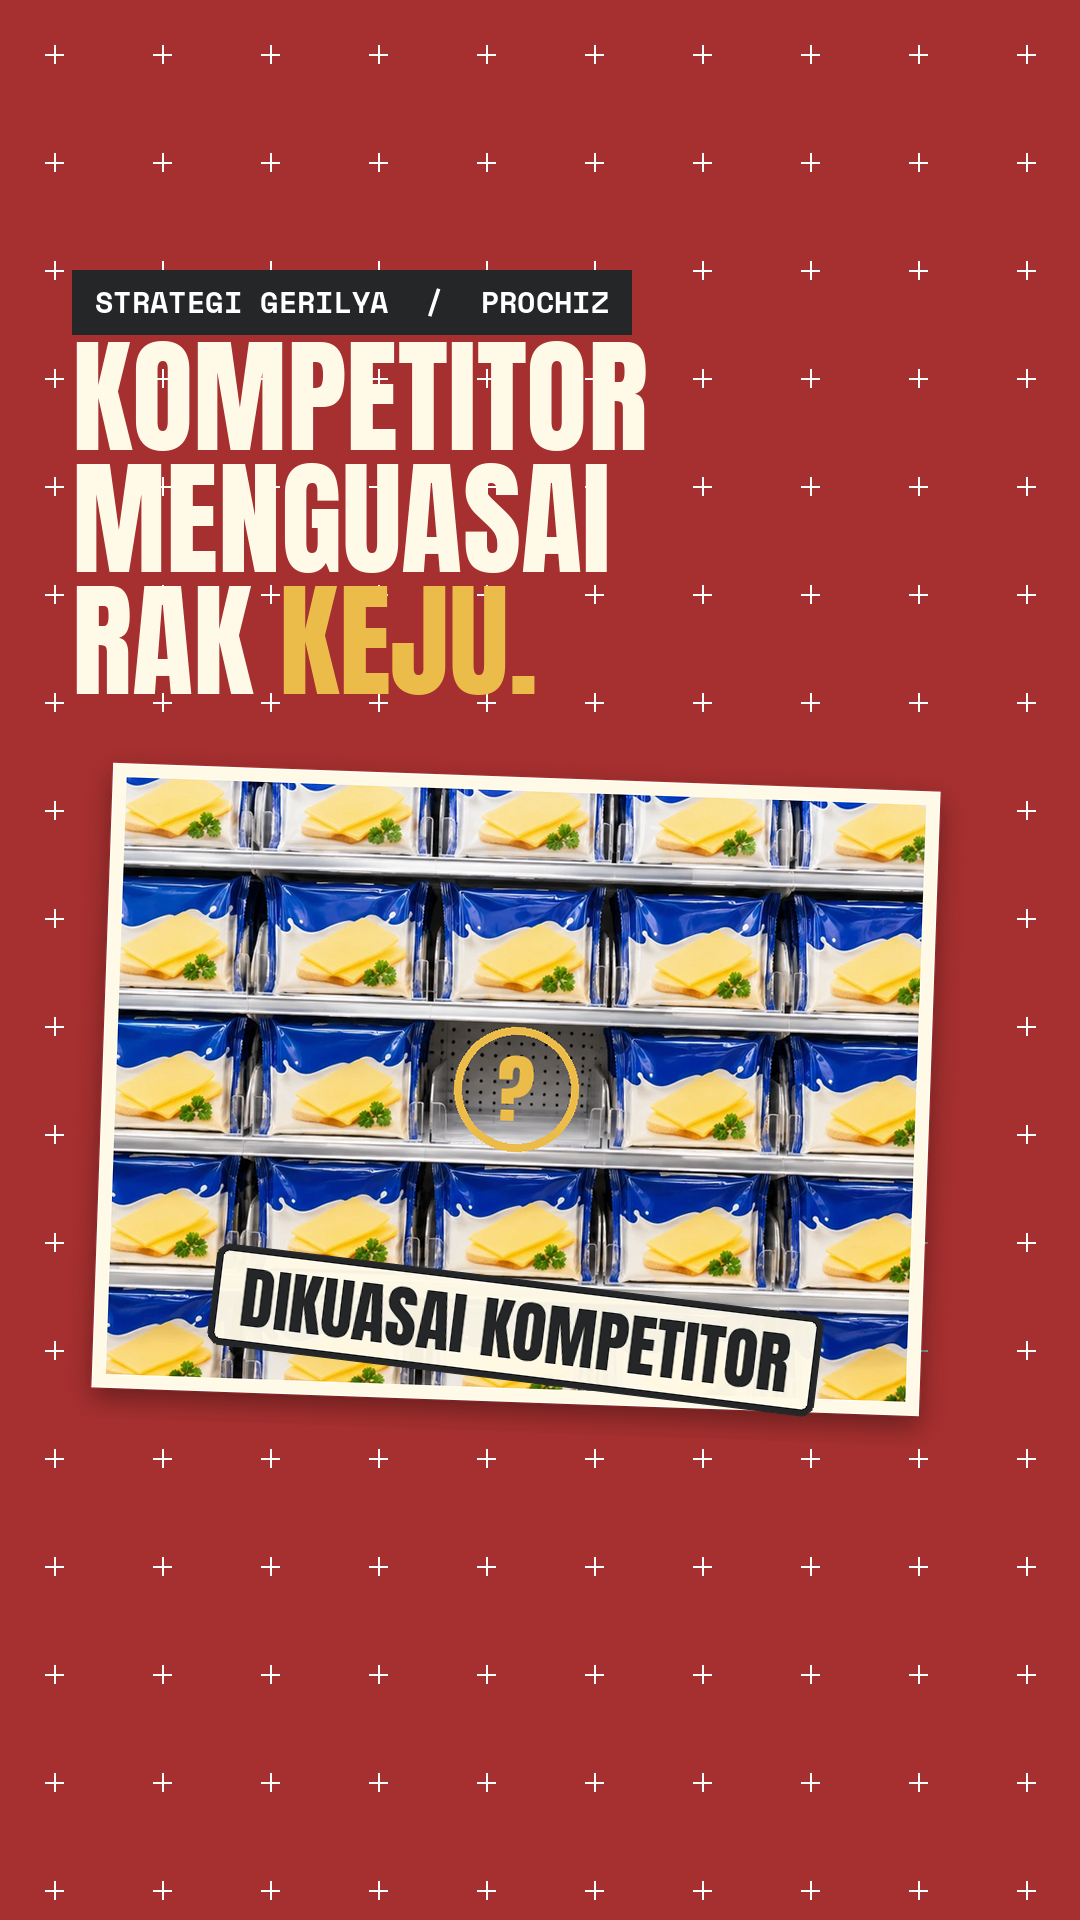 STRATEGI GERILYA / PROCHIZ
KOMPETITOR
MENGUASAI
RAK KEJU.
?
DIKUASAI KOMPETITOR